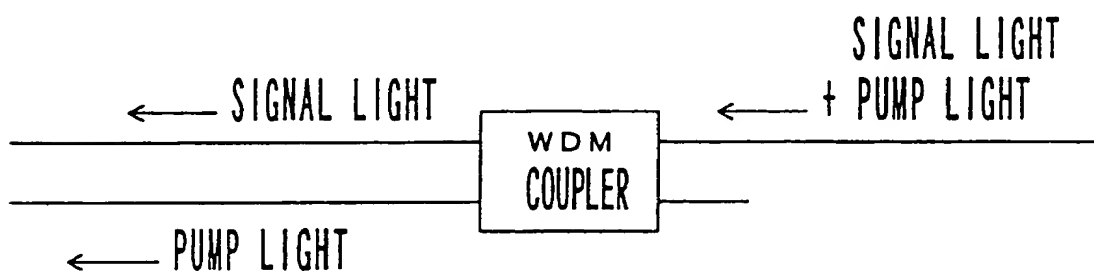 SIGNAL LIGHT
+ PUMP LIGHT
SIGNAL LIGHT
WDM
COUPLER
PUMP LIGHT